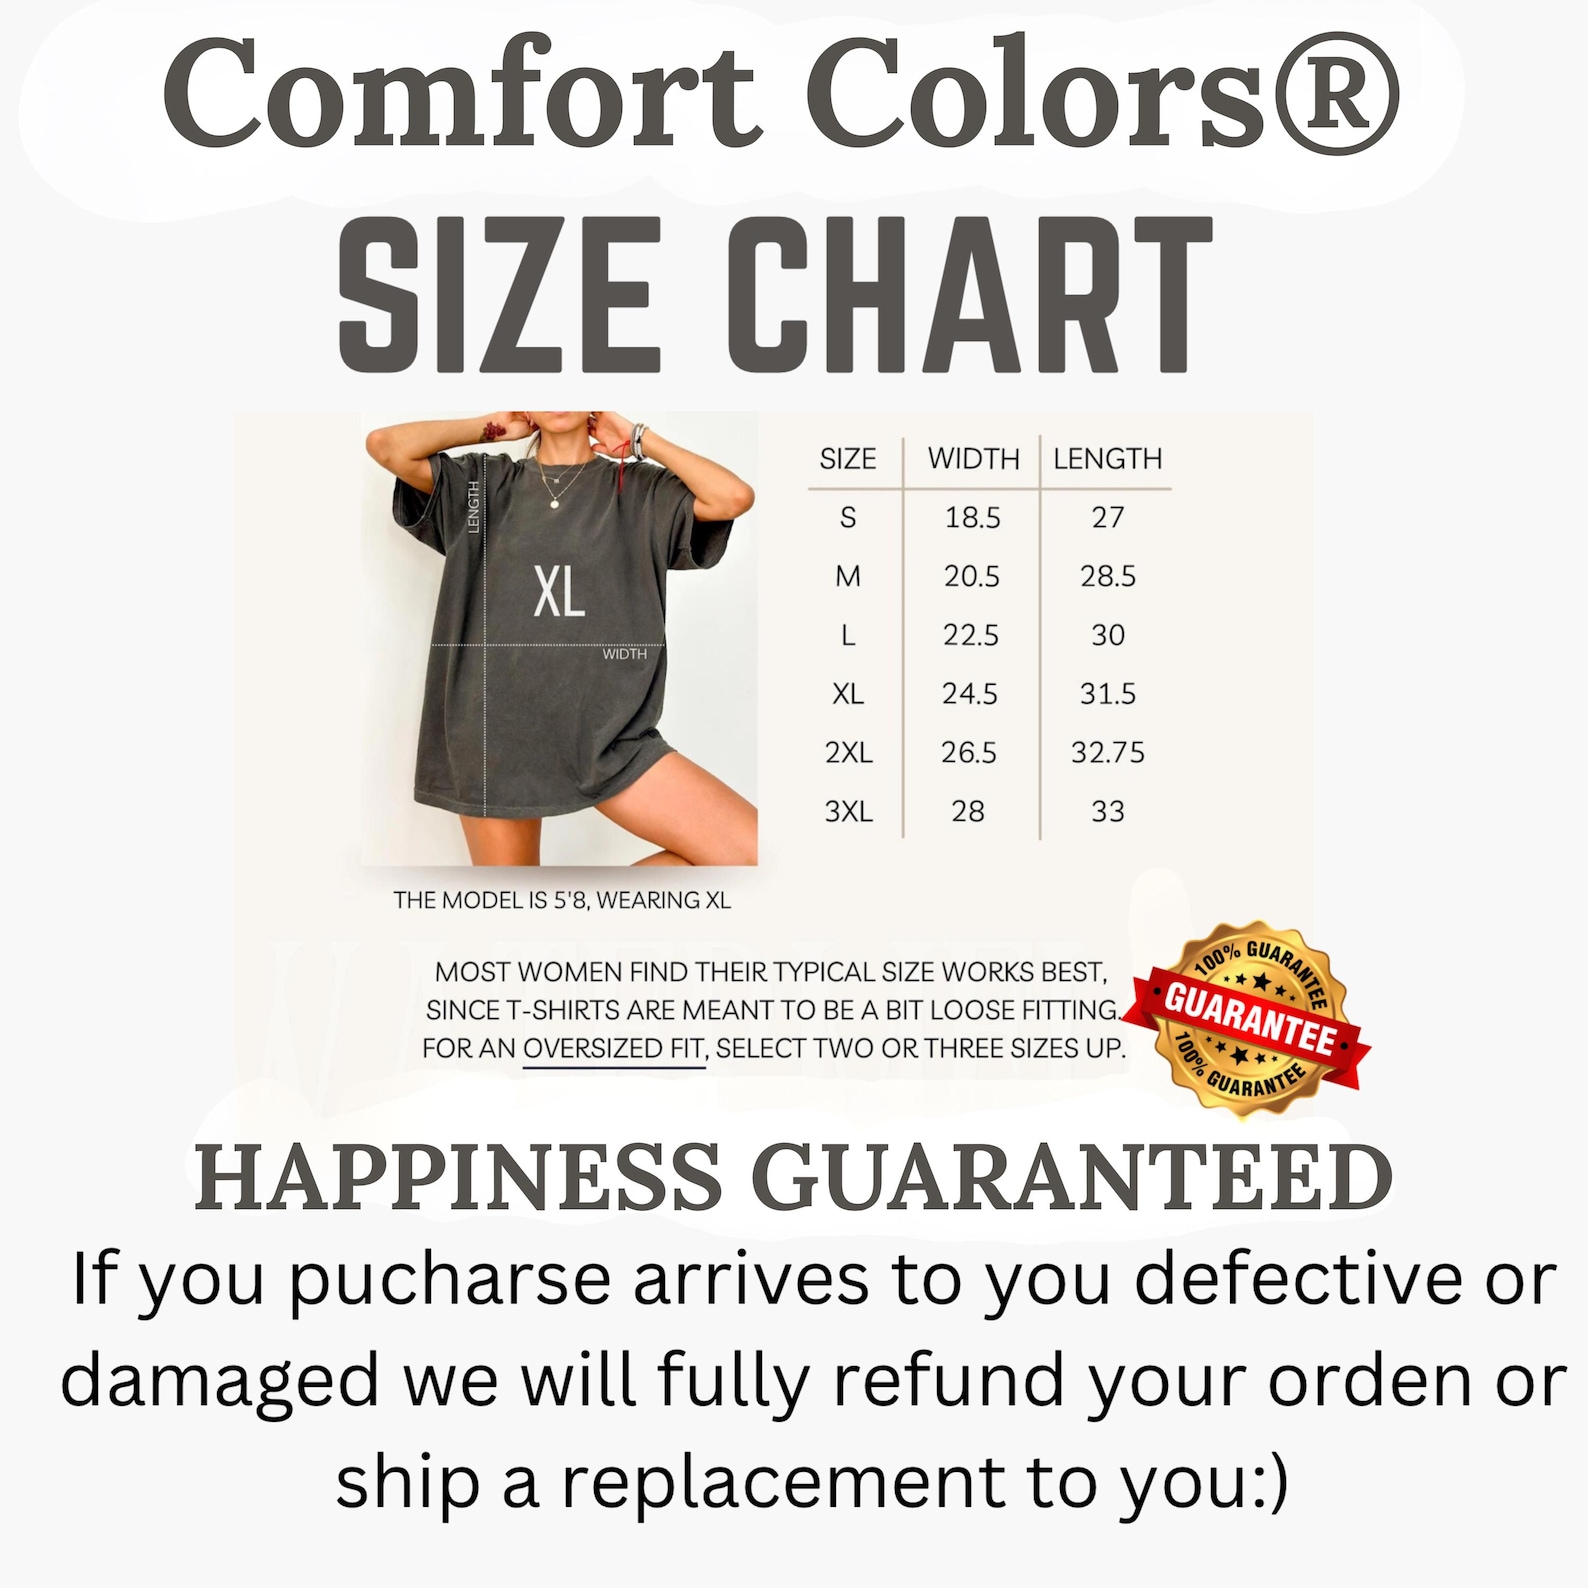 Comfort Colors®
SIZE CHART
LENGTH
XL
WIDTH
SIZE WIDTH LENGTH
S 18.5 27
M 20.5 28.5
L 22.5 30
XL 24.5 31.5
2XL 26.5 32.75
3XL 28 33
THE MODEL IS 5'8, WEARING XL
MOST WOMEN FIND THEIR TYPICAL SIZE WORKS BEST,
SINCE T-SHIRTS ARE MEANT TO BE A BIT LOOSE FITTING.
FOR AN OVERSIZED FIT, SELECT TWO OR THREE SIZES UP.
100% GUARANTEE
GUARANTEE
100% GUARANTEE
HAPPINESS GUARANTEED
If you pucharse arrives to you defective or
damaged we will fully refund your orden or
ship a replacement to you:)